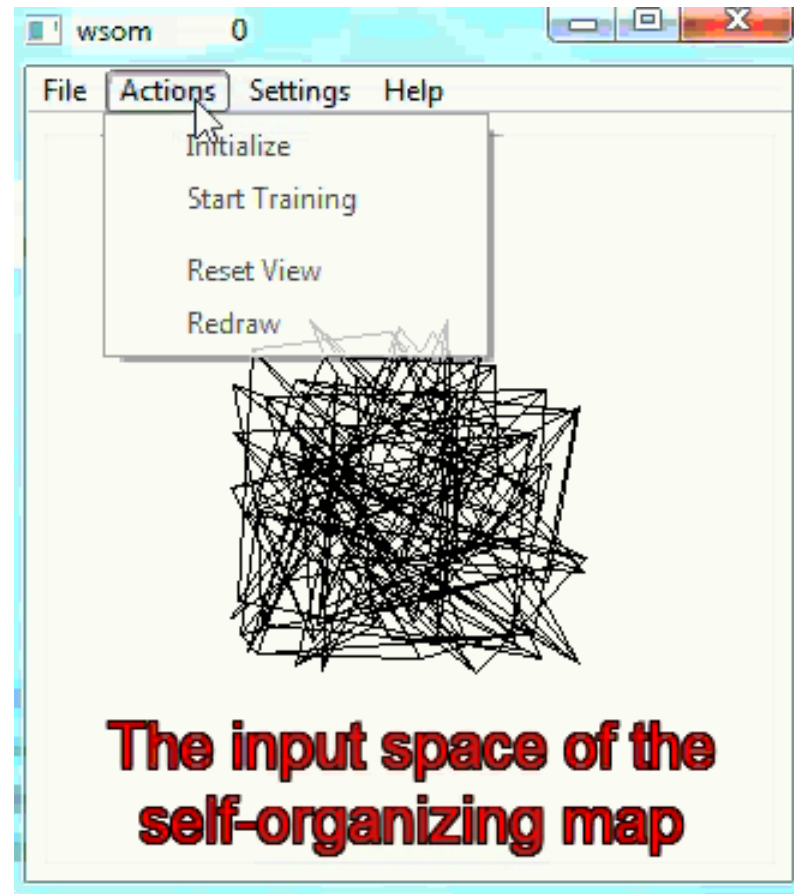 wsom 0
File Actions Settings Help
Initialize
Start Training
Reset View
Redraw
The input space of the
self-organizing map